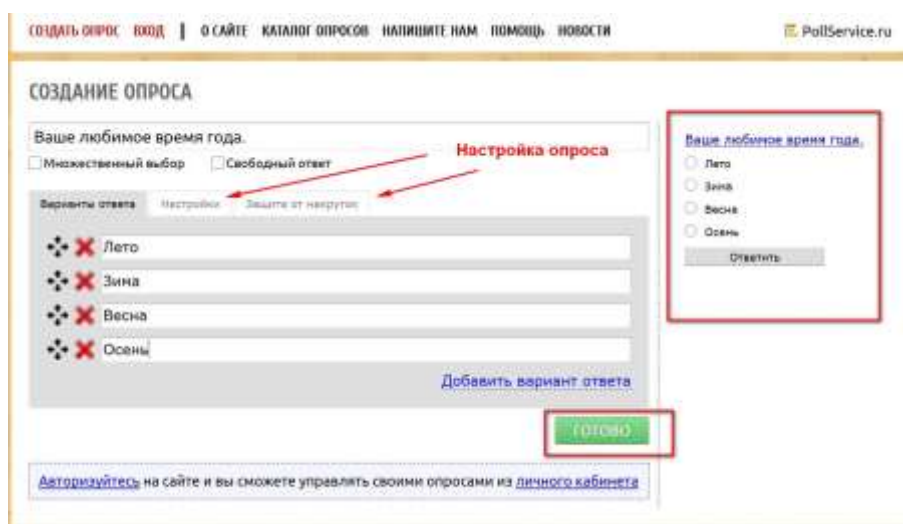 СОЗДАТЬ ОПРОС ВХОД | О САЙТЕ КАТАЛОГ ОПРОСОВ НАПИШИТЕ НАМ ПОМОЩЬ НОВОСТИ PollService.ru
СОЗДАНИЕ ОПРОСА
Ваше любимое время года.
Множественный выбор Свободный ответ
Настройка опроса
Варианты ответа Настройки Защита от накруток
Лето
Зима
Весна
Осень
Добавить вариант ответа
ГОТОВО
Авторизуйтесь на сайте и вы сможете управлять своими опросами из личного кабинета
Ваше любимое время года.
Лето
Зима
Весна
Осень
Ответить